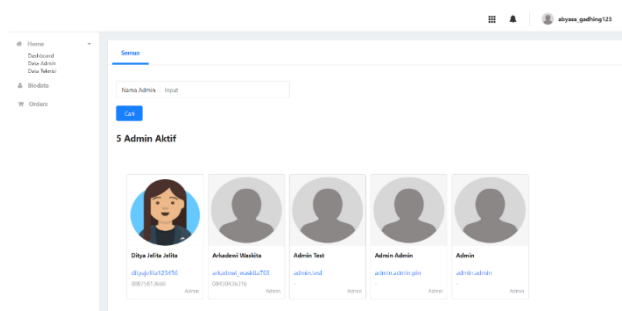 abyasa_gadhing123
Home
Dashboard
Data Admin
Data Teknisi
Biodata
Orders
Semua
Nama Admin Input
Cari
5 Admin Aktif
Ditya Jelita Jelita
Arkadewi Waskita
Admin Test
Admin Admin
Admin
admin.test
-
-
-
Admin
Admin
Admin
Admin
Admin